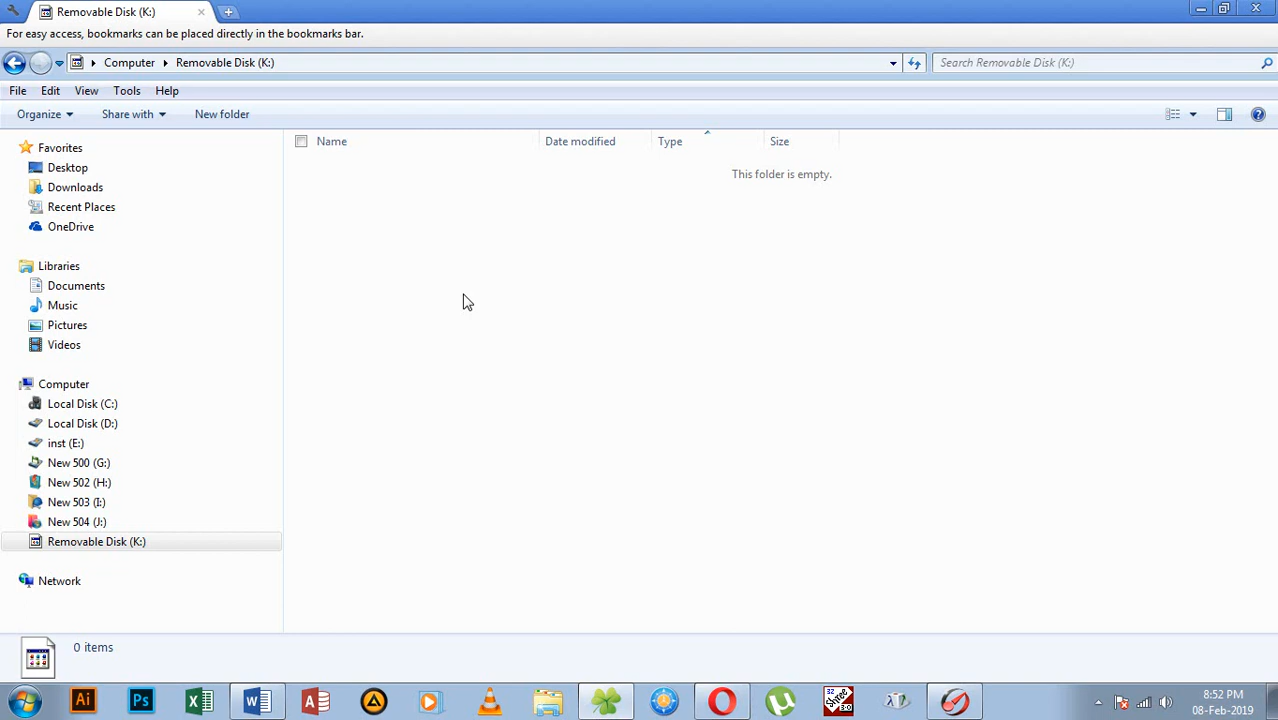 Removable Disk (K:)
For easy access, bookmarks can be placed directly in the bookmarks bar.
Computer Removable Disk (K:) Search Removable Disk (K:)
File Edit View Tools Help
Organize Share with New folder
Name Date modified Type Size
This folder is empty.
Favorites
Desktop
Downloads
Recent Places
OneDrive
Libraries
Documents
Music
Pictures
Videos
Computer
Local Disk (C:)
Local Disk (D:)
inst (E:)
New 500 (G:)
New 502 (H:)
New 503 (I:)
New 504 (J:)
Removable Disk (K:)
Network
0 items
Ai Ps
8:52 PM
08-Feb-2019